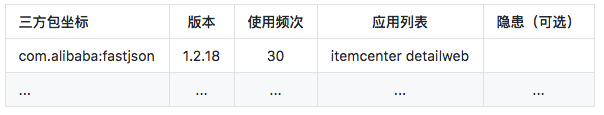 三方包坐标 版本 使用频次 应用列表 隐患（可选）
com.alibaba:fastjson 1.2.18 30 itemcenter detailweb
... ... ... ... ...